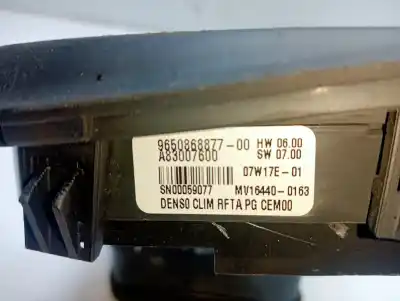 9650868877-00 HW 06.00
A83007600 SW 07.00
07W17E-01
SN00059077 MV16440-0163
DENSO CLIM RFTA PG CEM00